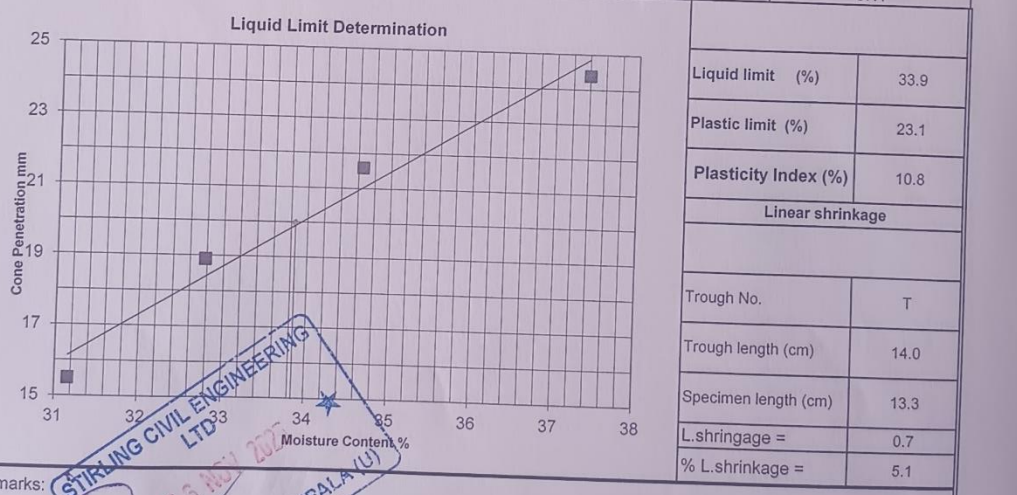 Liquid Limit Determination
25
23
21
19
17
15
Cone Penetration mm
31 32 33 34 35 36 37 38
Moisture Content %
Liquid limit (%) 33.9
Plastic limit (%) 23.1
Plasticity Index (%) 10.8
Linear shrinkage
Trough No. T
Trough length (cm) 14.0
Specimen length (cm) 13.3
L.shringage = 0.7
% L.shrinkage = 5.1
marks:
STIRLING CIVIL ENGINEERING
LTD
NOV
PALA (U)